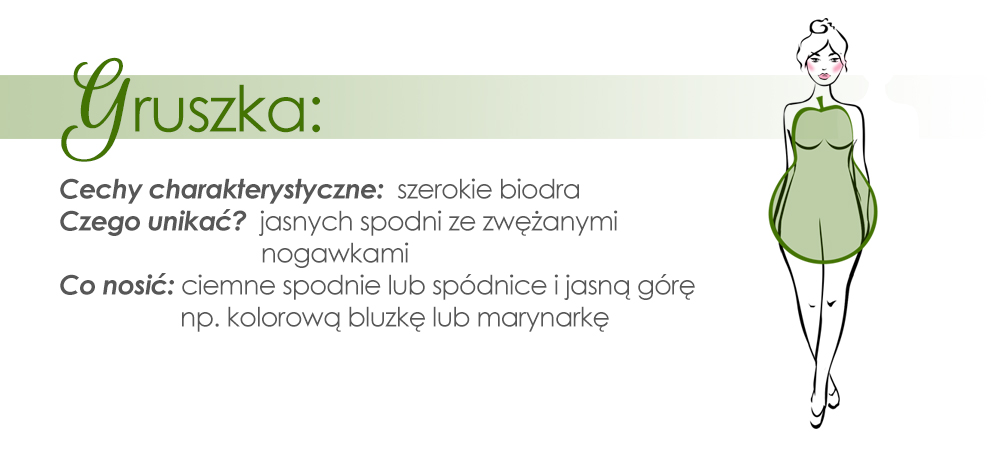 Gruszka:
Cechy charakterystyczne: szerokie biodra
Czego unikać? jasnych spodni ze zwężanymi
nogawkami
Co nosić: ciemne spodnie lub spódnice i jasną górę
np. kolorową bluzkę lub marynarkę